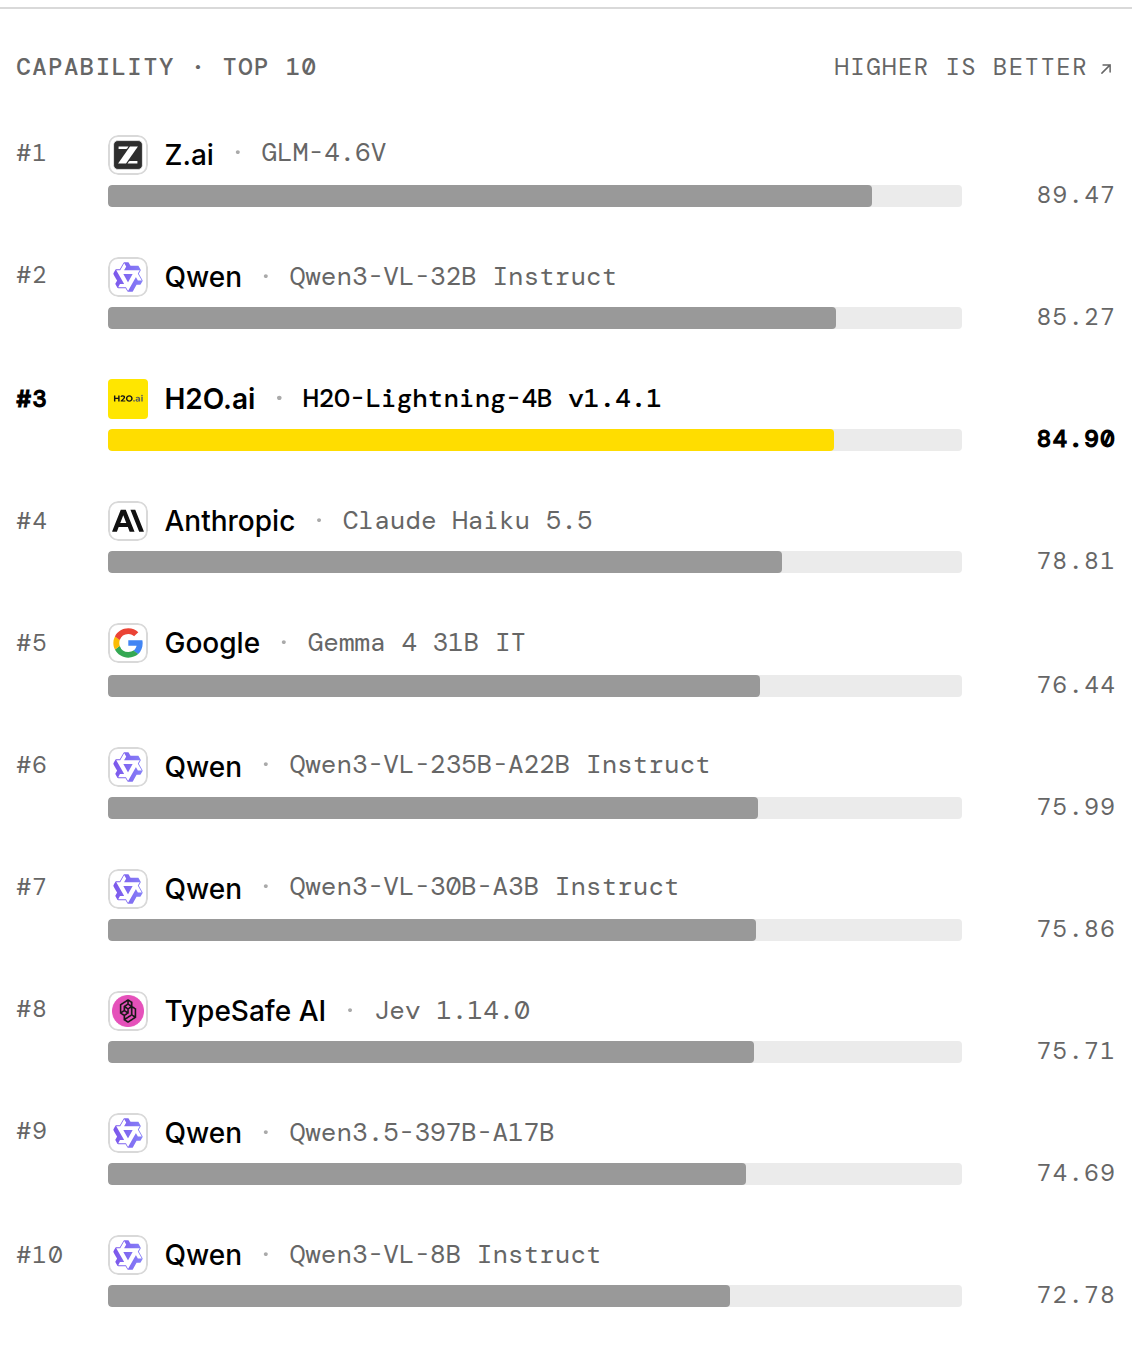 CAPABILITY · TOP 10
HIGHER IS BETTER ↗
#1 Z.ai · GLM-4.6V
89.47
#2 Qwen · Qwen3-VL-32B Instruct
85.27
#3 H2O.ai H2O.ai · H2O-Lightning-4B v1.4.1
84.90
#4 Anthropic · Claude Haiku 5.5
78.81
#5 Google · Gemma 4 31B IT
76.44
#6 Qwen · Qwen3-VL-235B-A22B Instruct
75.99
#7 Qwen · Qwen3-VL-30B-A3B Instruct
75.86
#8 TypeSafe AI · Jev 1.14.0
75.71
#9 Qwen · Qwen3.5-397B-A17B
74.69
#10 Qwen · Qwen3-VL-8B Instruct
72.78